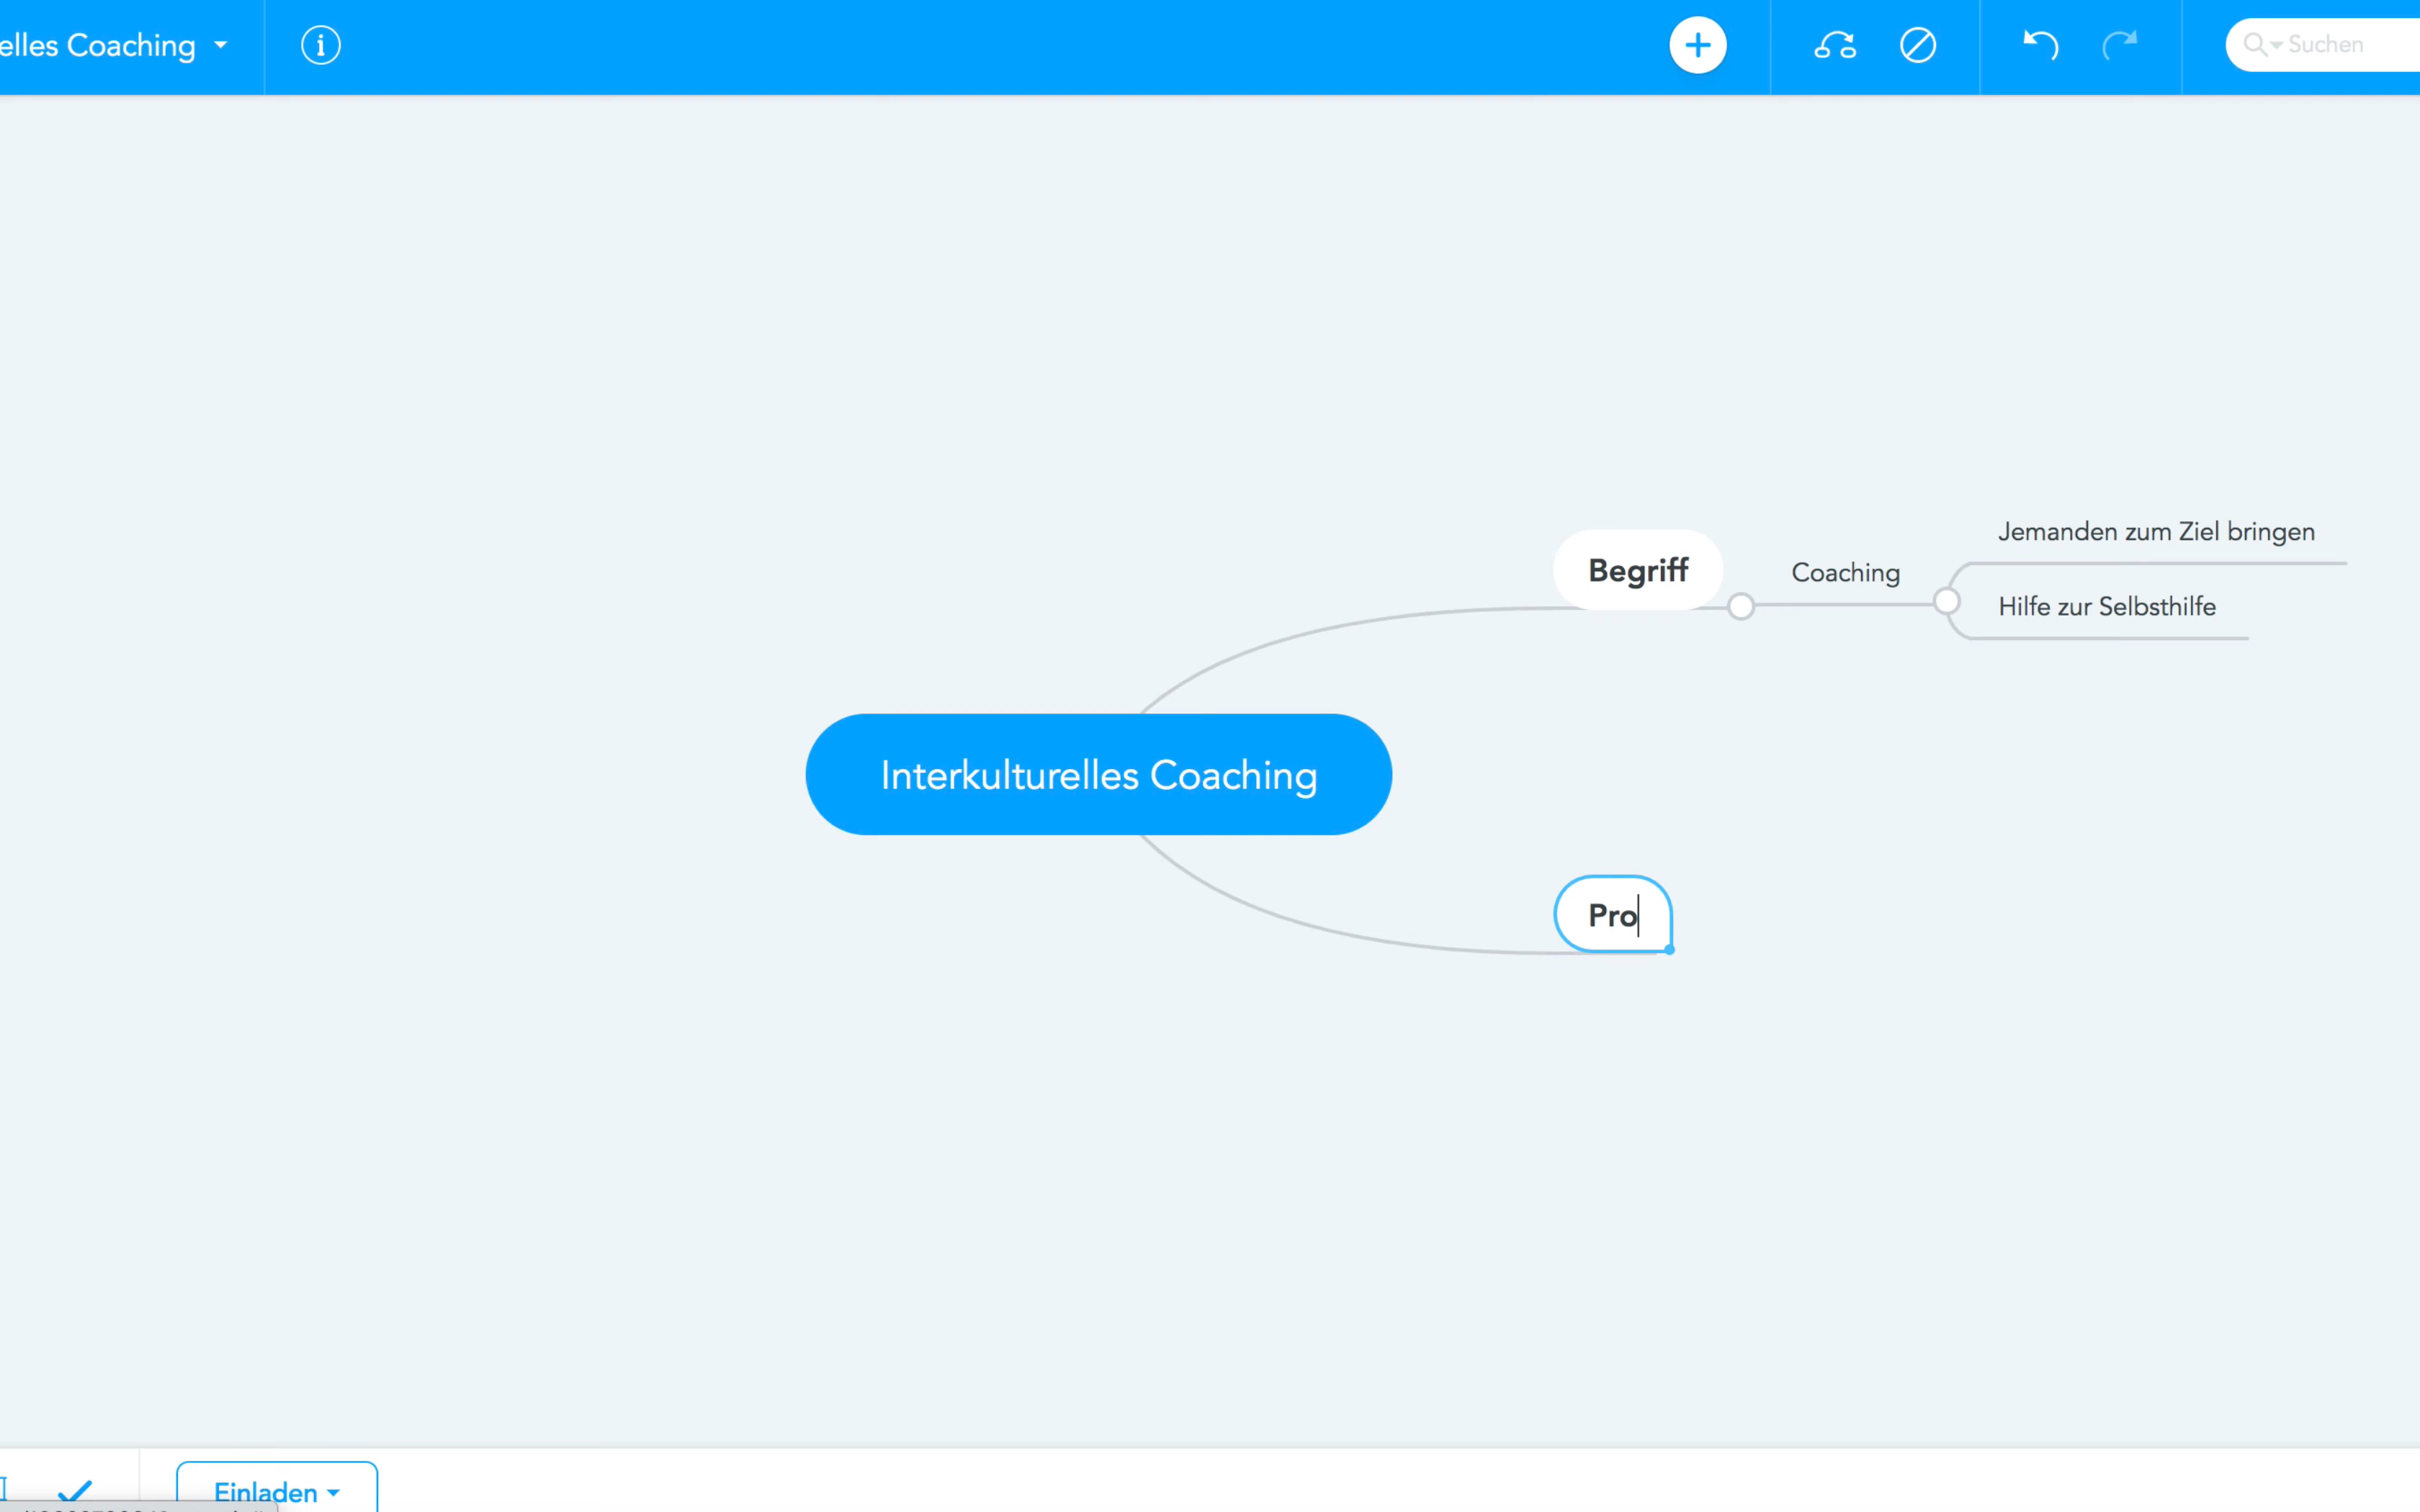 elles Coaching
Suchen
Begriff
Coaching
Jemanden zum Ziel bringen
Hilfe zur Selbsthilfe
Interkulturelles Coaching
Pro
Einladen